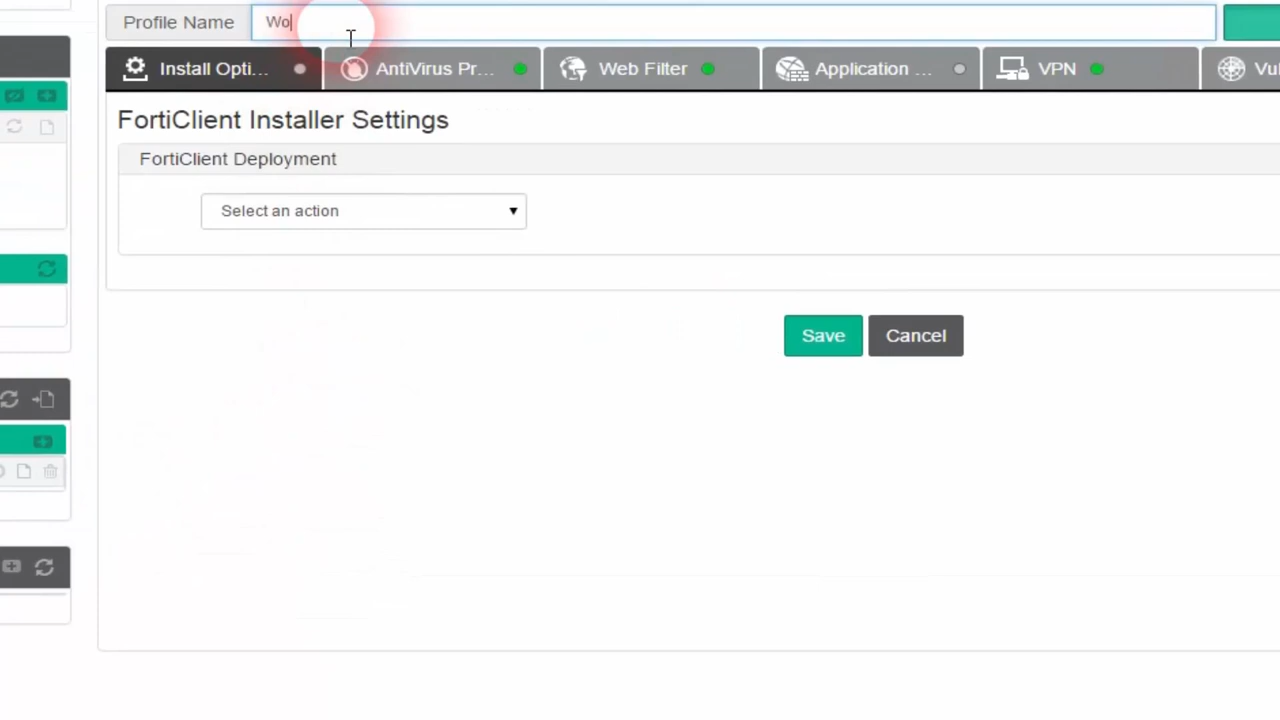 Profile Name
Wo
Install Opti...
AntiVirus Pr...
Web Filter
Application ...
VPN
Vul
FortiClient Installer Settings
FortiClient Deployment
Select an action
Save
Cancel